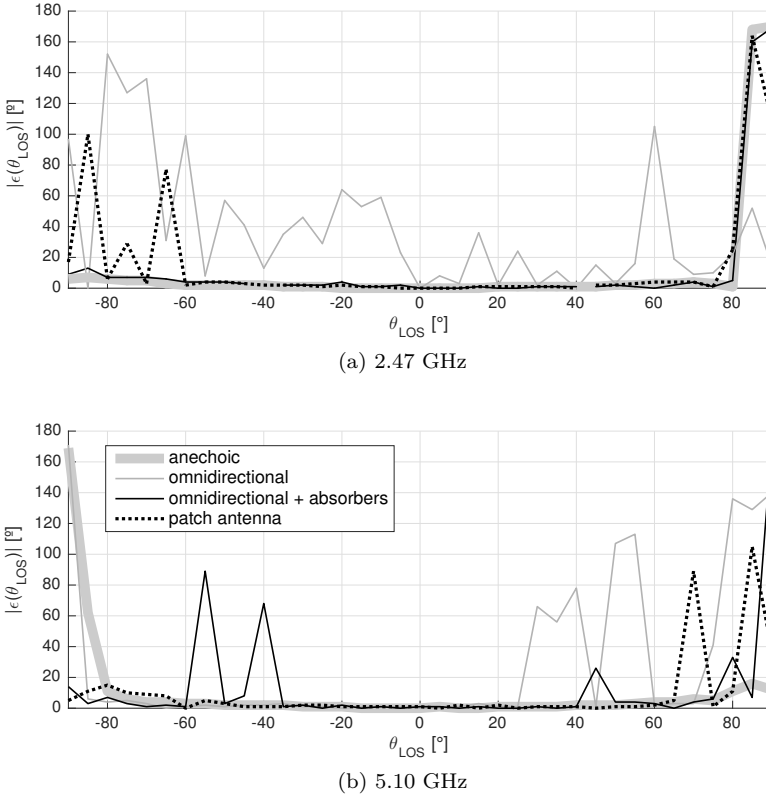 180
160
140
120
100
80
60
40
20
0
|ϵ(θLOS)| [º]
-80 -60 -40 -20 0 20 40 60 80
θLOS [°]
(a) 2.47 GHz
180
160
140
120
100
80
60
40
20
0
|ϵ(θLOS)| [º]
anechoic
omnidirectional
omnidirectional + absorbers
patch antenna
-80 -60 -40 -20 0 20 40 60 80
θLOS [°]
(b) 5.10 GHz